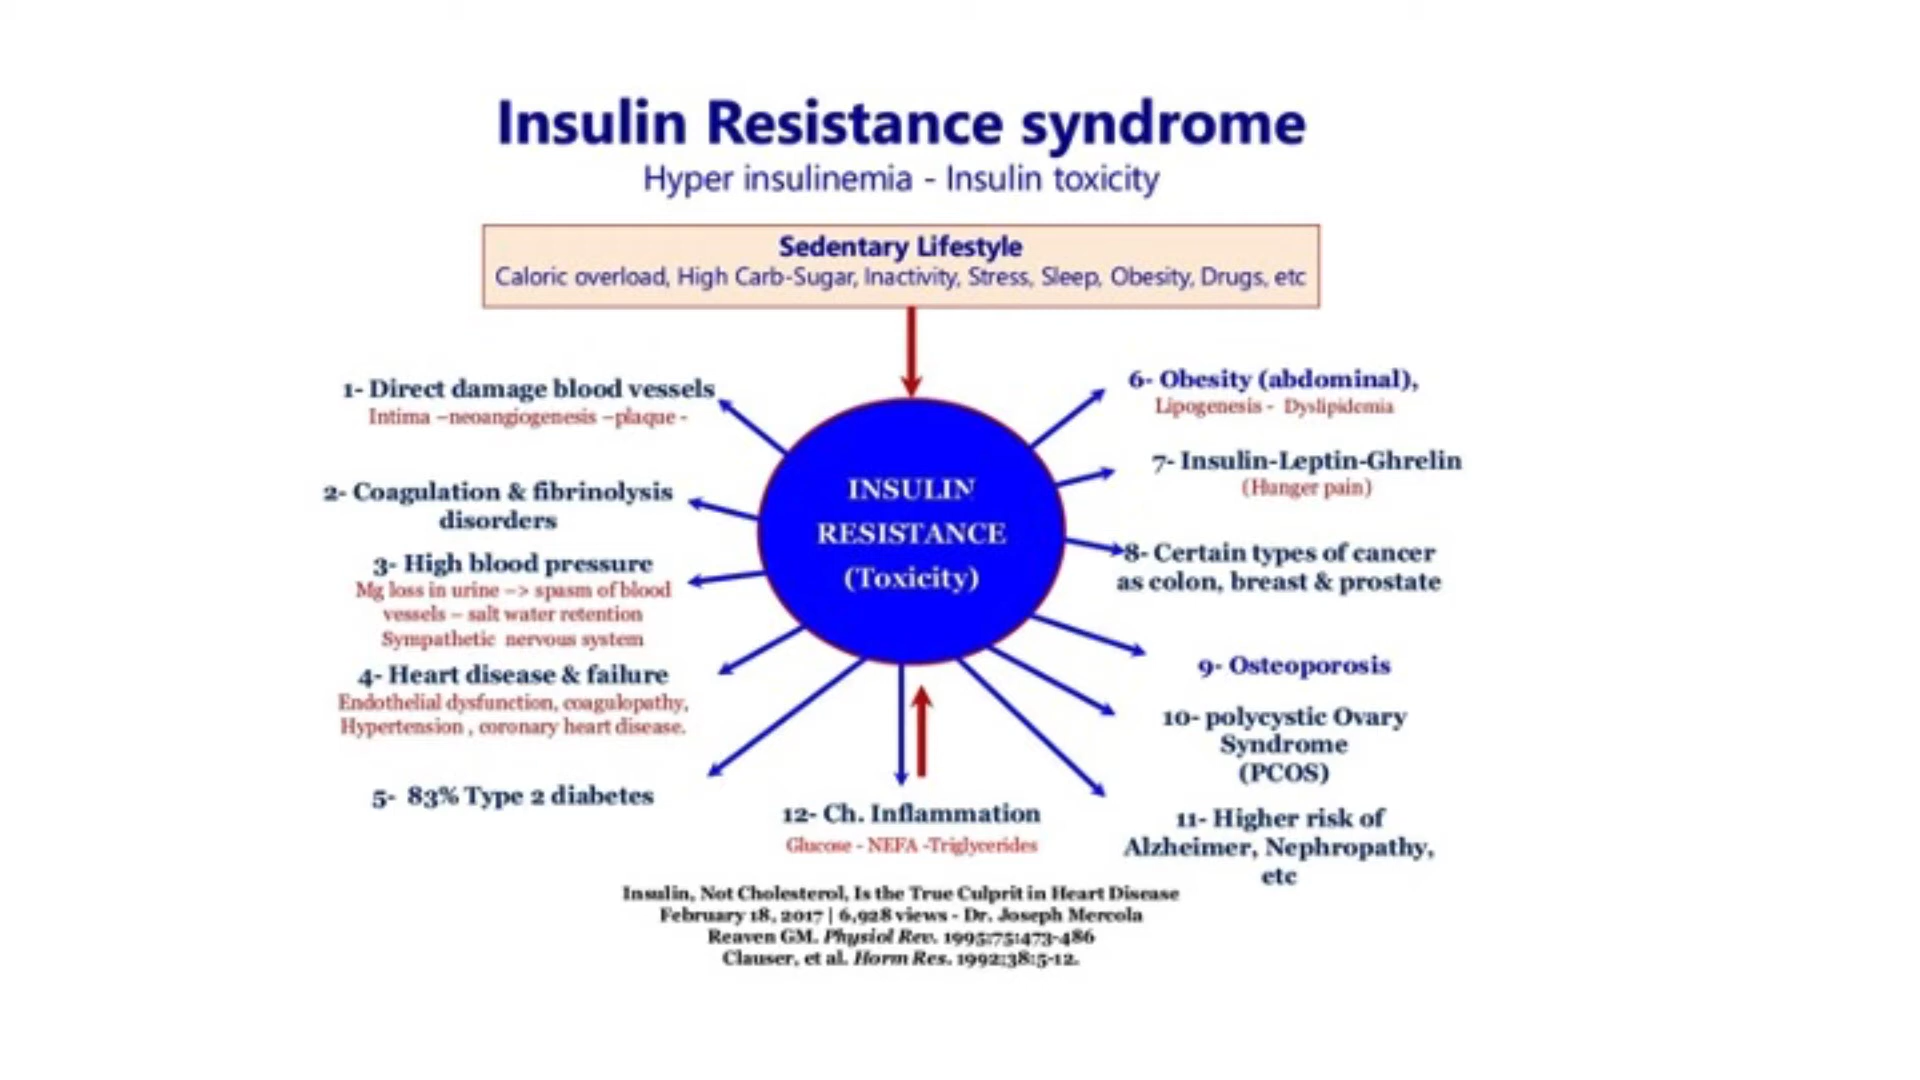 Insulin Resistance syndrome
Hyper insulinemia - Insulin toxicity
Sedentary Lifestyle
Caloric overload, High Carb-Sugar, Inactivity, Stress, Sleep, Obesity, Drugs, etc
1- Direct damage blood vessels
Intima –neoangiogenesis –plaque -
2- Coagulation & fibrinolysis
disorders
3- High blood pressure
Mg loss in urine –> spasm of blood
vessels – salt water retention
Sympathetic nervous system
4- Heart disease & failure
Endothelial dysfunction, coagulopathy,
Hypertension , coronary heart disease.
5- 83% Type 2 diabetes
INSULIN
RESISTANCE
(Toxicity)
6- Obesity (abdominal),
Lipogenesis - Dyslipidemia
7- Insulin-Leptin-Ghrelin
(Hunger pain)
8- Certain types of cancer
as colon, breast & prostate
9- Osteoporosis
10- polycystic Ovary
Syndrome
(PCOS)
11- Higher risk of
Alzheimer, Nephropathy,
etc
12- Ch. Inflammation
Glucose - NEFA -Triglycerides
Insulin, Not Cholesterol, Is the True Culprit in Heart Disease
February 18, 2017 | 6,928 views - Dr. Joseph Mercola
Reaven GM. Physiol Rev. 1995;75:473-486
Clauser, et al. Horm Res. 1992;38:5-12.